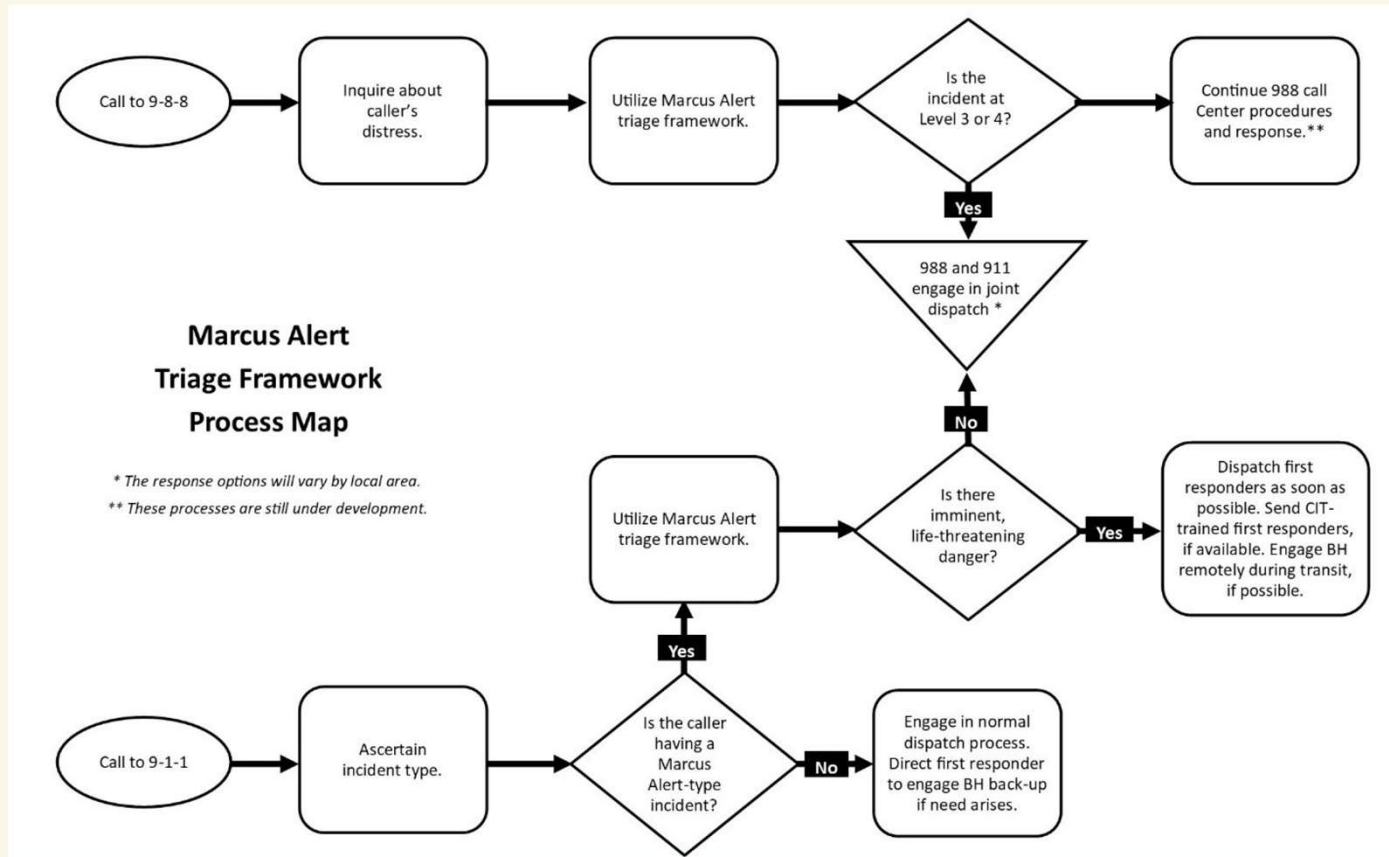 Call to 9-8-8
Inquire about
caller's
distress.
Utilize Marcus Alert
triage framework.
Is the
incident at
Level 3 or 4?
Continue 988 call
Center procedures
and response.**
Yes
988 and 911
engage in joint
dispatch *
Marcus Alert
Triage Framework
Process Map
* The response options will vary by local area.
** These processes are still under development.
No
Utilize Marcus Alert
triage framework.
Is there
imminent,
life-threatening
danger?
Yes
Dispatch first
responders as soon as
possible. Send CIT-
trained first responders,
if available. Engage BH
remotely during transit,
if possible.
Yes
Call to 9-1-1
Ascertain
incident type.
Is the caller
having a
Marcus
Alert-type
incident?
No
Engage in normal
dispatch process.
Direct first responder
to engage BH back-up
if need arises.